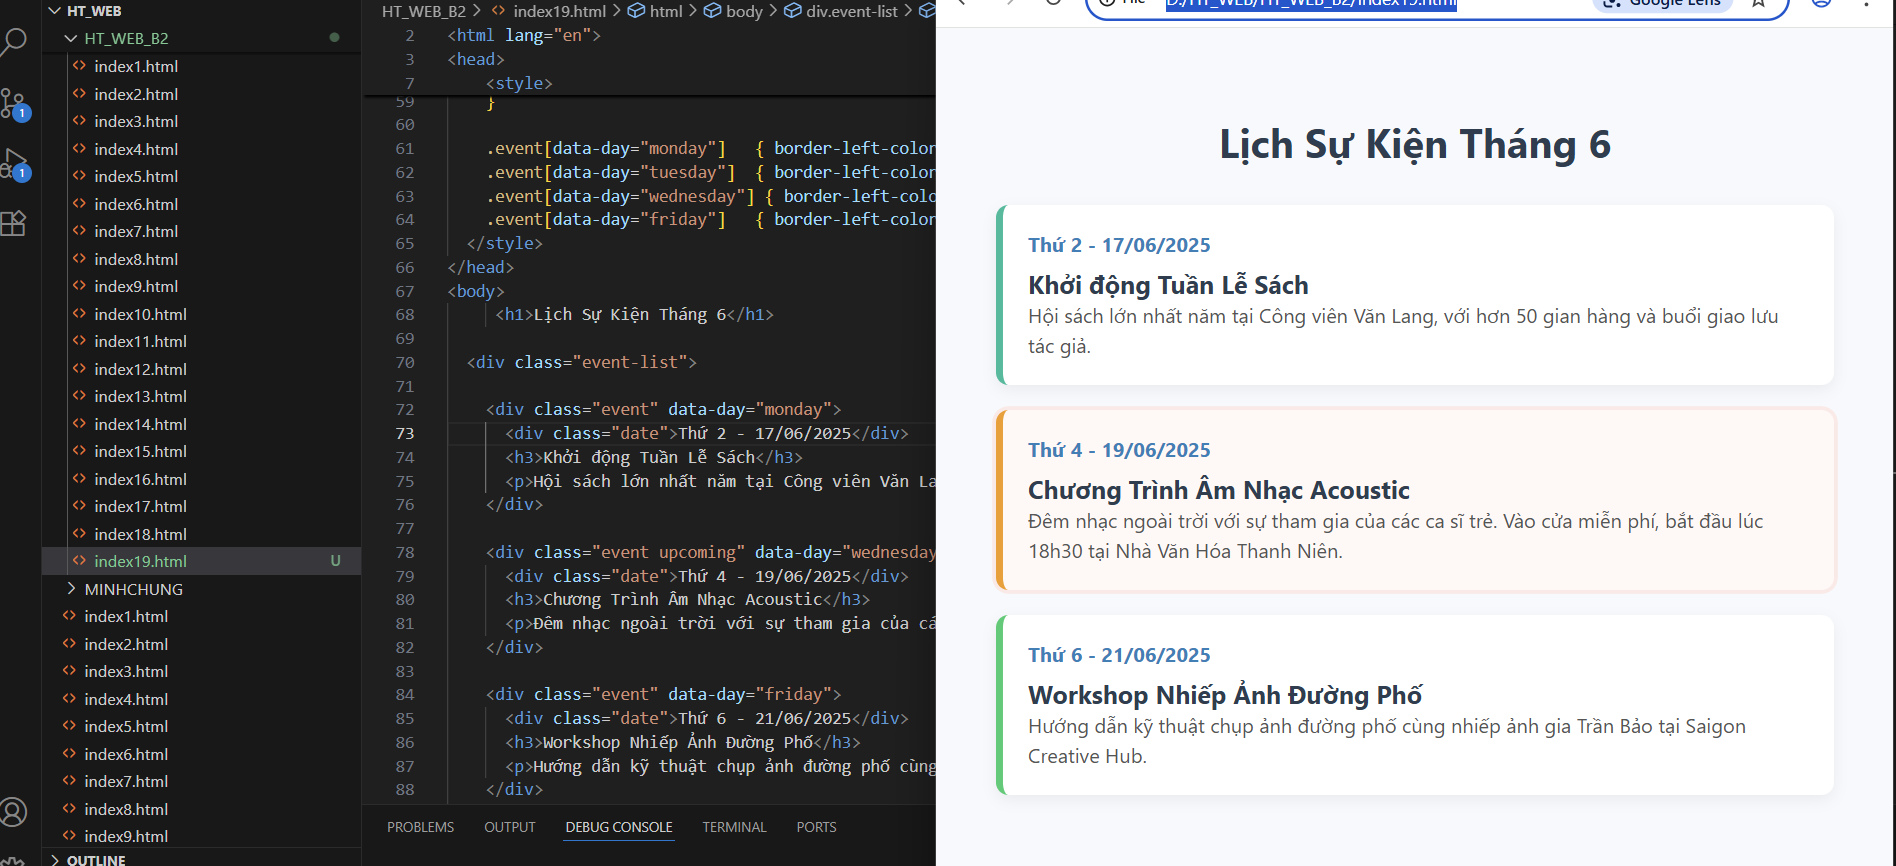 HT_WEB
HT_WEB_B2
index1.html
index2.html
index3.html
index4.html
index5.html
index6.html
index7.html
index8.html
index9.html
index10.html
index11.html
index12.html
index13.html
index14.html
index15.html
index16.html
index17.html
index18.html
index19.html U
MINHCHUNG
index1.html
index2.html
index3.html
index4.html
index5.html
index6.html
index7.html
index8.html
index9.html
OUTLINE
1
1
HT_WEB_B2 > <> index19.html > html > body > div.event-list >
2 <html lang="en">
3 <head>
7 <style>
59 }
60
61 .event[data-day="monday"] { border-left-color
62 .event[data-day="tuesday"] { border-left-color
63 .event[data-day="wednesday"] { border-left-colo
64 .event[data-day="friday"] { border-left-color
65 </style>
66 </head>
67 <body>
68 <h1>Lịch Sự Kiện Tháng 6</h1>
69
70 <div class="event-list">
71
72 <div class="event" data-day="monday">
73 <div class="date">Thứ 2 - 17/06/2025</div>
74 <h3>Khởi động Tuần Lễ Sách</h3>
75 <p>Hội sách lớn nhất năm tại Công viên Văn La
76 </div>
77
78 <div class="event upcoming" data-day="wednesday
79 <div class="date">Thứ 4 - 19/06/2025</div>
80 <h3>Chương Trình Âm Nhạc Acoustic</h3>
81 <p>Đêm nhạc ngoài trời với sự tham gia của cá
82 </div>
83
84 <div class="event" data-day="friday">
85 <div class="date">Thứ 6 - 21/06/2025</div>
86 <h3>Workshop Nhiếp Ảnh Đường Phố</h3>
87 <p>Hướng dẫn kỹ thuật chụp ảnh đường phố cùng
88 </div>
PROBLEMS OUTPUT DEBUG CONSOLE TERMINAL PORTS
File D:/HT_WEB/HT_WEB_B2/index19.html Google Lens
Lịch Sự Kiện Tháng 6
Thứ 2 - 17/06/2025
Khởi động Tuần Lễ Sách
Hội sách lớn nhất năm tại Công viên Văn Lang, với hơn 50 gian hàng và buổi giao lưu
tác giả.
Thứ 4 - 19/06/2025
Chương Trình Âm Nhạc Acoustic
Đêm nhạc ngoài trời với sự tham gia của các ca sĩ trẻ. Vào cửa miễn phí, bắt đầu lúc
18h30 tại Nhà Văn Hóa Thanh Niên.
Thứ 6 - 21/06/2025
Workshop Nhiếp Ảnh Đường Phố
Hướng dẫn kỹ thuật chụp ảnh đường phố cùng nhiếp ảnh gia Trần Bảo tại Saigon
Creative Hub.